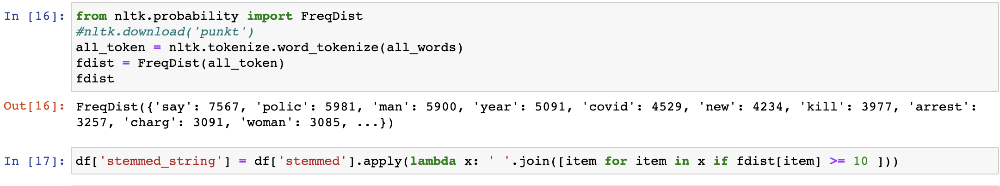 In [16]: from nltk.probability import FreqDist
#nltk.download('punkt')
all_token = nltk.tokenize.word_tokenize(all_words)
fdist = FreqDist(all_token)
fdist
Out[16]: FreqDist({'say': 7567, 'polic': 5981, 'man': 5900, 'year': 5091, 'covid': 4529, 'new': 4234, 'kill': 3977, 'arrest':
3257, 'charg': 3091, 'woman': 3085, ...})
In [17]: df['stemmed_string'] = df['stemmed'].apply(lambda x: ' '.join([item for item in x if fdist[item] >= 10 ]))